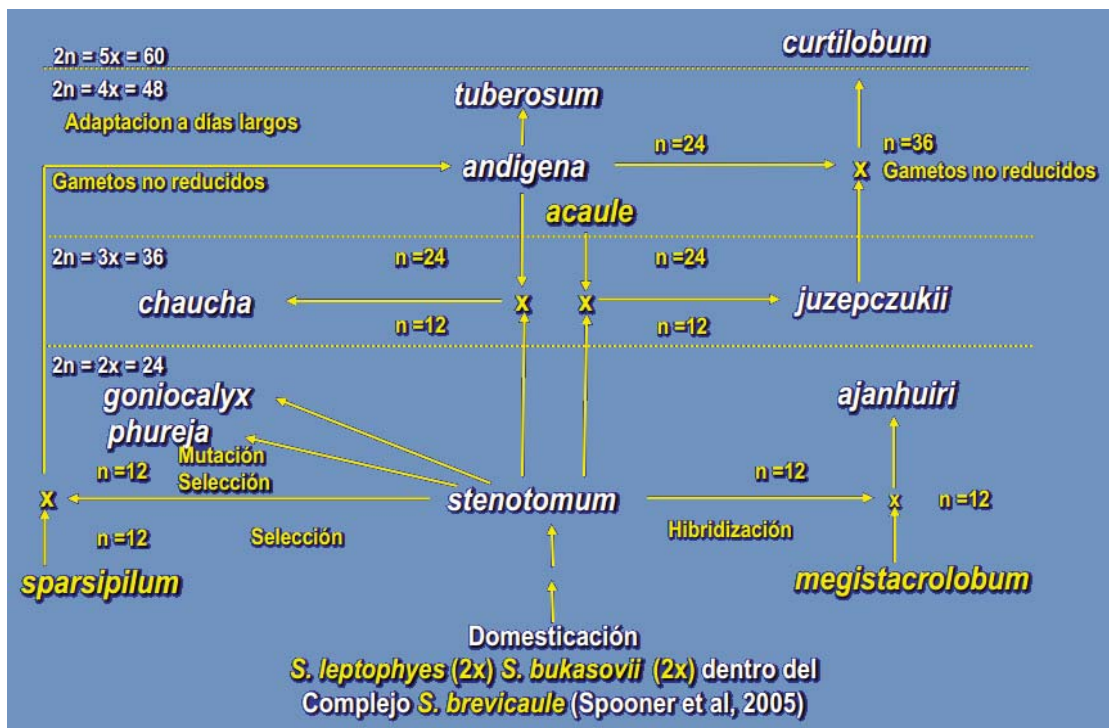 curtilobum
2n = 5x = 60
2n = 4x = 48
tuberosum
Adaptacion a días largos
n =24
n =36
andigena
x
Gametos no reducidos
Gametos no reducidos
acaule
2n = 3x = 36
n =24
n =24
chaucha
x
x
juzepczukii
n =12
n =12
2n = 2x = 24
goniocalyx
ajanhuiri
phureja
Mutación
n =12
Selección
n =12
x
stenotomum
x
n =12
n =12
Selección
Hibridización
sparsipilum
megistacrolobum
Domesticación
S. leptophyes (2x) S. bukasovii (2x) dentro del
Complejo S. brevicaule (Spooner et al, 2005)